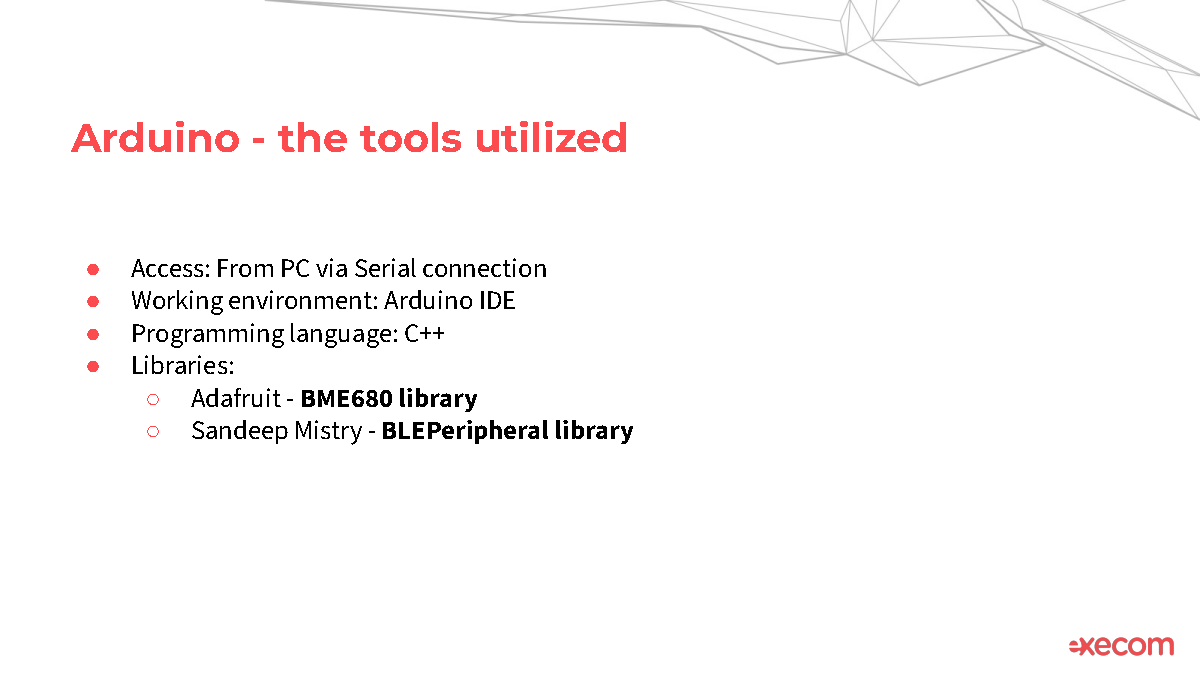 Arduino - the tools utilized
● Access: From PC via Serial connection
● Working environment: Arduino IDE
● Programming language: C++
● Libraries:
○ Adafruit - BME680 library
○ Sandeep Mistry - BLEPeripheral library
execom